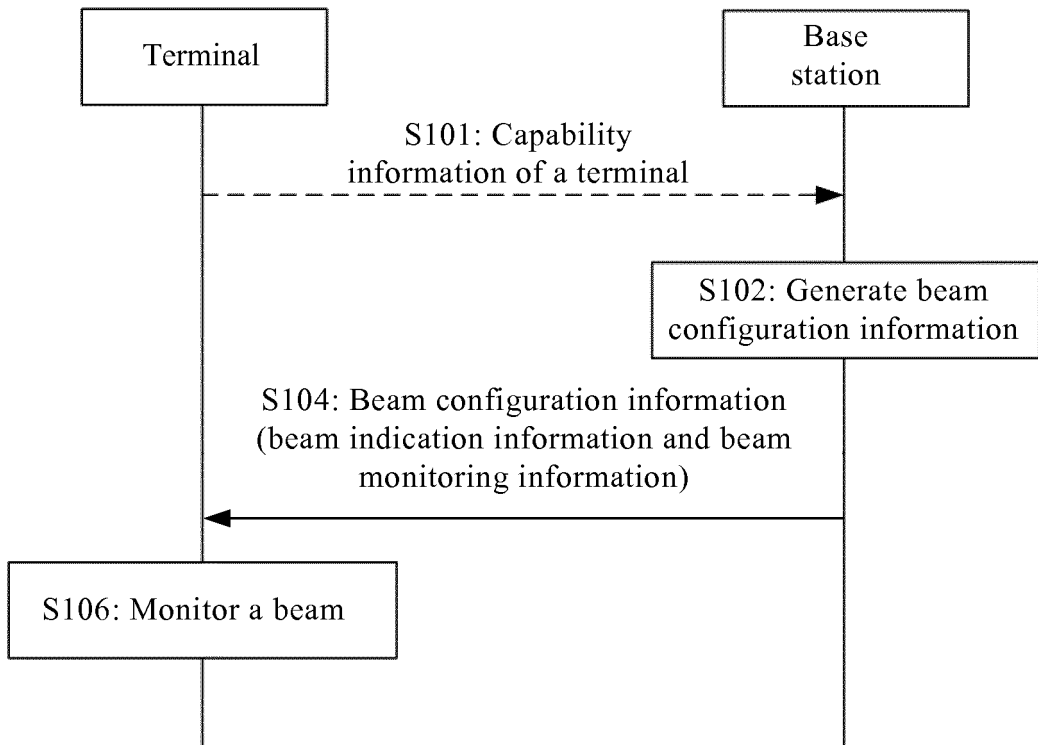 Terminal
Base
station
S101: Capability
information of a terminal
S102: Generate beam
configuration information
S104: Beam configuration information
(beam indication information and beam
monitoring information)
S106: Monitor a beam